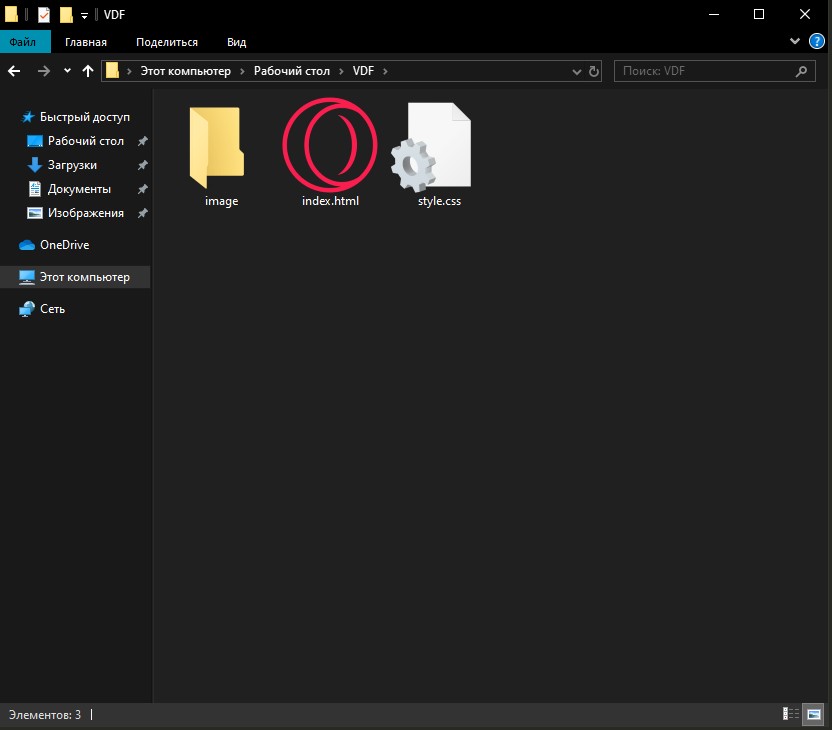 VDF
Файл Главная Поделиться Вид
Этот компьютер Рабочий стол VDF Поиск: VDF
Быстрый доступ
Рабочий стол
Загрузки
Документы
Изображения
OneDrive
Этот компьютер
Сеть
image index.html style.css
Элементов: 3